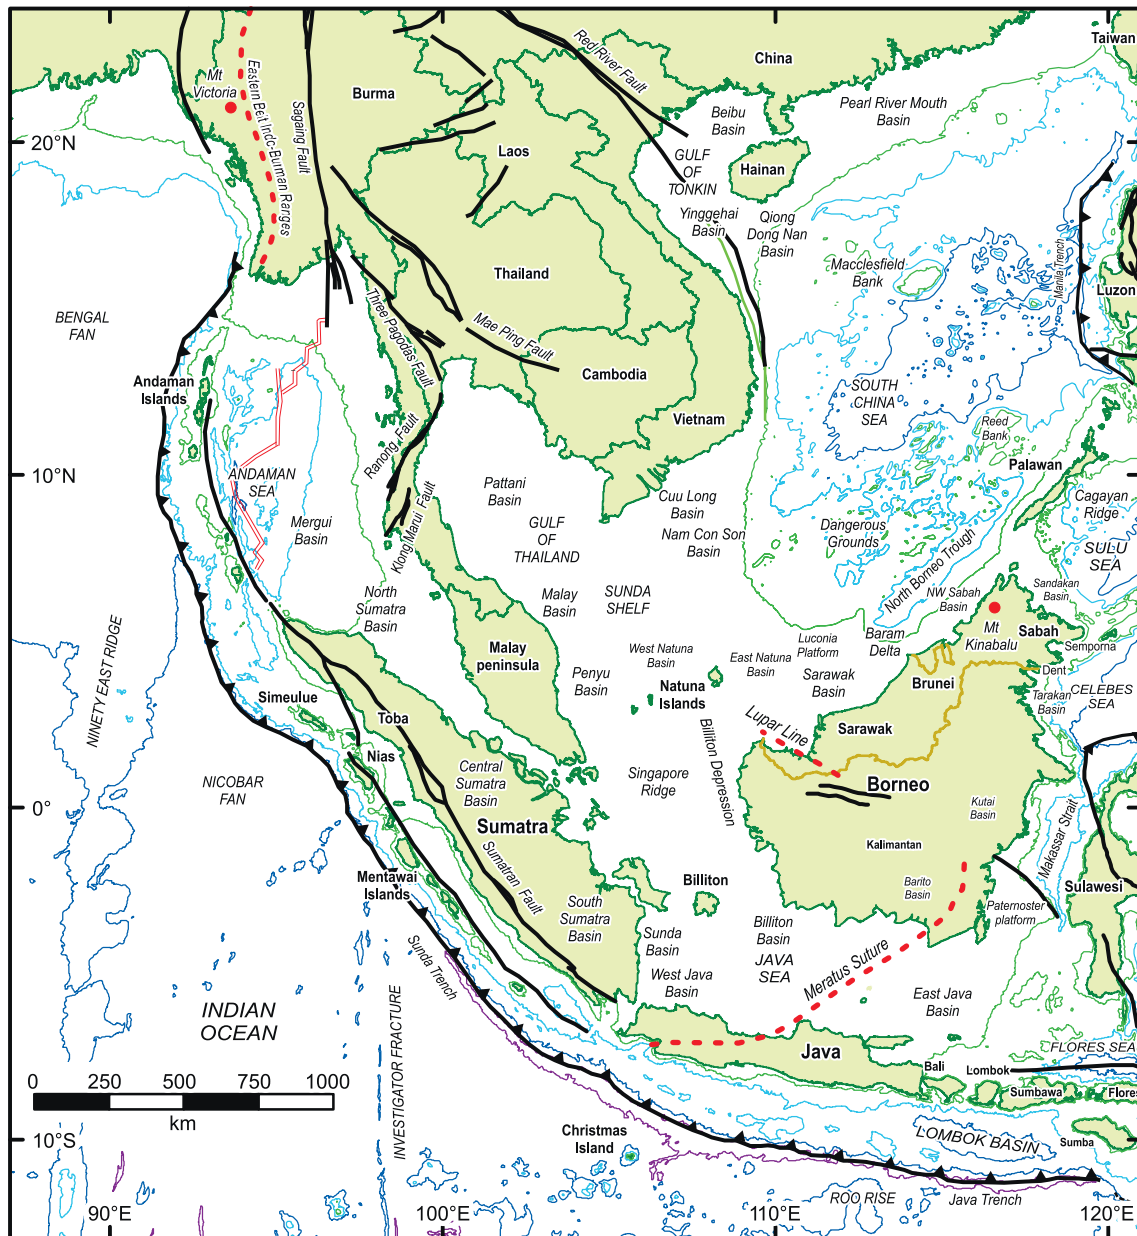 Taiwan
China
Red River Fault
Mt
Victoria
Eastern Belt Indo-Burman Ranges
Sagaing Fault
Burma
Pearl River Mouth
Basin
Beibu
Basin
20°N
Laos
GULF
OF
TONKIN
Hainan
Yinggehai
Basin
Qiong
Dong Nan
Basin
Macclesfield
Bank
Manila Trench
Luzon
Thailand
BENGAL
FAN
Three Pagodas Fault
Mae Ping Fault
Andaman
Islands
Cambodia
SOUTH
CHINA
SEA
Vietnam
Reed
Bank
Ranong Fault
Palawan
10°N
ANDAMAN
SEA
Pattani
Basin
Klong Marui Fault
Cuu Long
Basin
Cagayan
Ridge
Mergui
Basin
GULF
OF
THAILAND
Nam Con Son
Basin
Dangerous
Grounds
North Borneo Trough
SULU
SEA
North
Sumatra
Basin
Malay
Basin
SUNDA
SHELF
NW Sabah
Basin
Sandakan
Basin
NINETY EAST RIDGE
Malay
peninsula
West Natuna
Basin
East Natuna
Basin
Luconia
Platform
Baram
Delta
Mt
Kinabalu
Sabah
Semporna
Dent
Penyu
Basin
Natuna
Islands
Sarawak
Basin
Brunei
Tarakan
Basin
CELEBES
SEA
Simeulue
Toba
Lupar Line
Sarawak
Billiton Depression
Nias
NICOBAR
FAN
Central
Sumatra
Basin
Singapore
Ridge
Borneo
0°
Sumatra
Kutai
Basin
Makassar Strait
Kalimantan
Mentawai
Islands
Sumatran Fault
Billiton
Barito
Basin
Sulawesi
Paternoster
platform
South
Sumatra
Basin
Sunda
Basin
Billiton
Basin
JAVA
SEA
Meratus Suture
Sunda Trench
West Java
Basin
East Java
Basin
INDIAN
OCEAN
INVESTIGATOR FRACTURE
Java
FLORES SEA
Bali
Lombok
Sumbawa
Flores
0 250 500 750 1000
km
Christmas
Island
LOMBOK BASIN
Sumba
10°S
ROO RISE
Java Trench
90°E
100°E
110°E
120°E